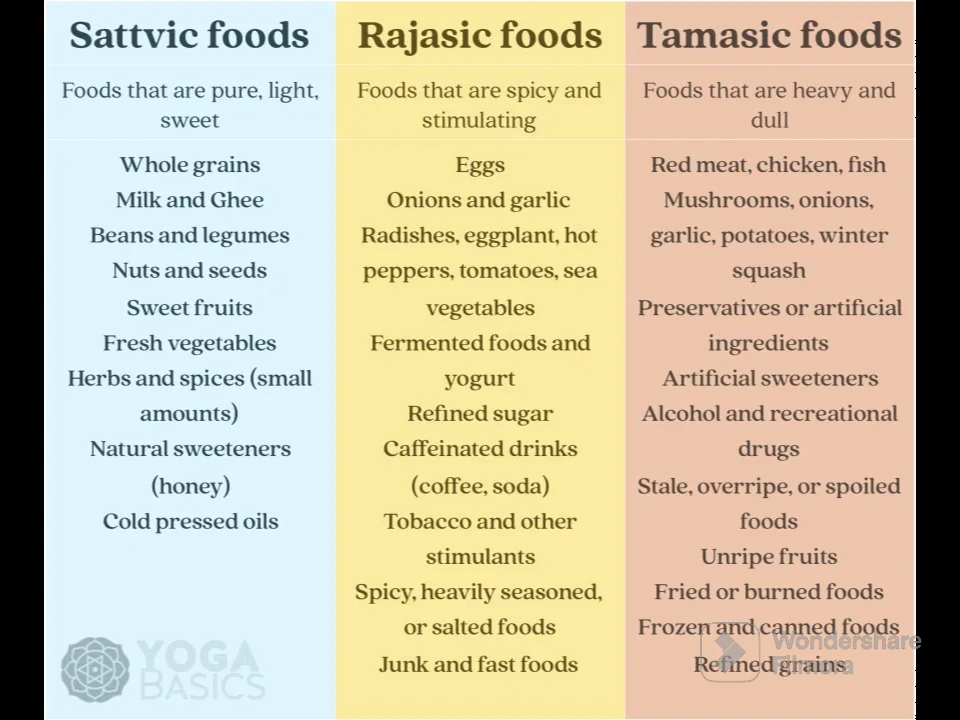 Sattvic foods
Foods that are pure, light,
sweet
Whole grains
Milk and Ghee
Beans and legumes
Nuts and seeds
Sweet fruits
Fresh vegetables
Herbs and spices (small
amounts)
Natural sweeteners
(honey)
Cold pressed oils
YOGA
BASICS
Rajasic foods
Foods that are spicy and
stimulating
Eggs
Onions and garlic
Radishes, eggplant, hot
peppers, tomatoes, sea
vegetables
Fermented foods and
yogurt
Refined sugar
Caffeinated drinks
(coffee, soda)
Tobacco and other
stimulants
Spicy, heavily seasoned,
or salted foods
Junk and fast foods
Tamasic foods
Foods that are heavy and
dull
Red meat, chicken, fish
Mushrooms, onions,
garlic, potatoes, winter
squash
Preservatives or artificial
ingredients
Artificial sweeteners
Alcohol and recreational
drugs
Stale, overripe, or spoiled
foods
Unripe fruits
Fried or burned foods
Frozen and canned foods
Refined grains
Wondershare
Filmora